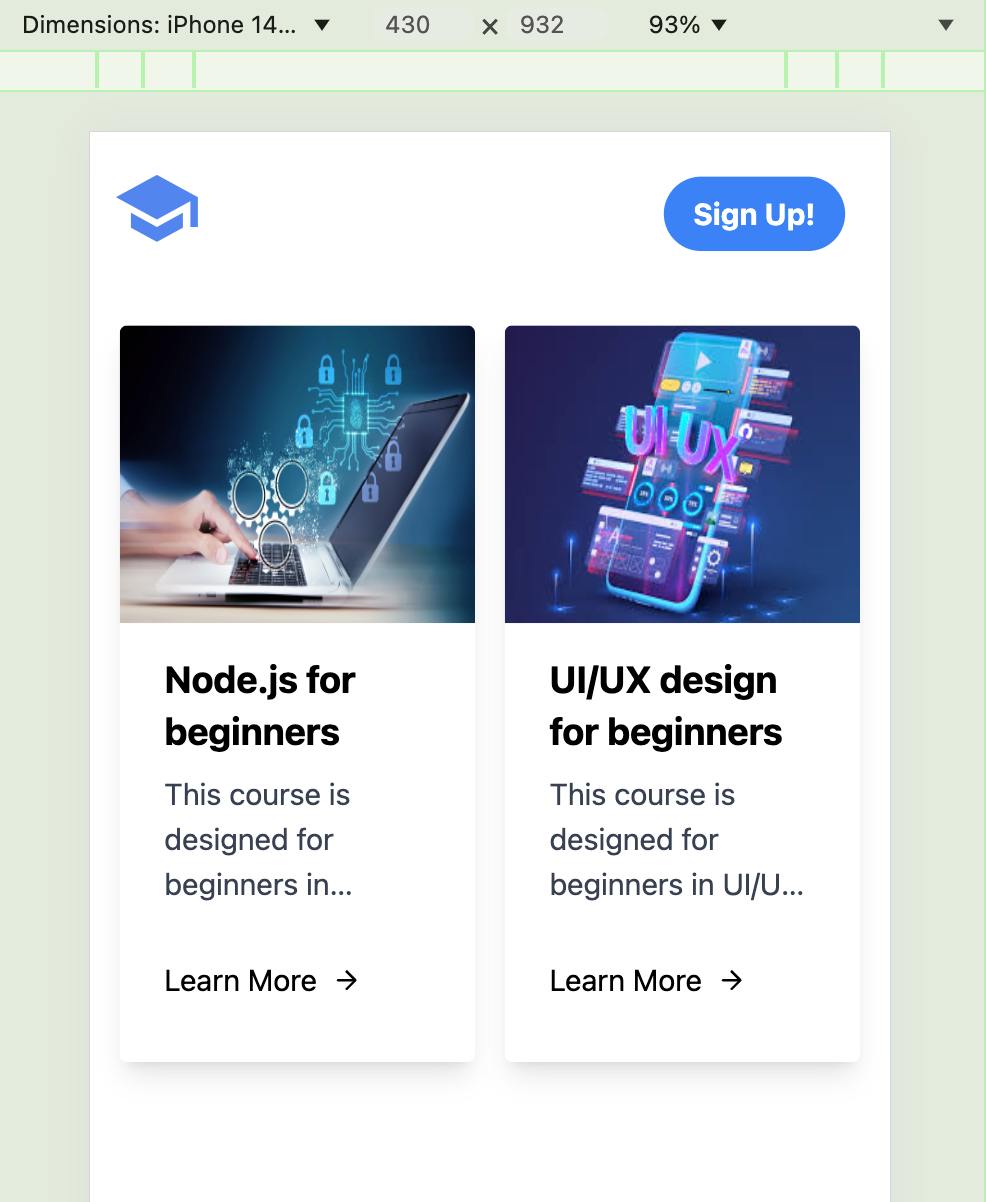 Dimensions: iPhone 14... ▼ 430 × 932 93% ▼ ▼
Sign Up!
UI UX
Node.js for
beginners
This course is
designed for
beginners in...
Learn More →
UI/UX design
for beginners
This course is
designed for
beginners in UI/U...
Learn More →